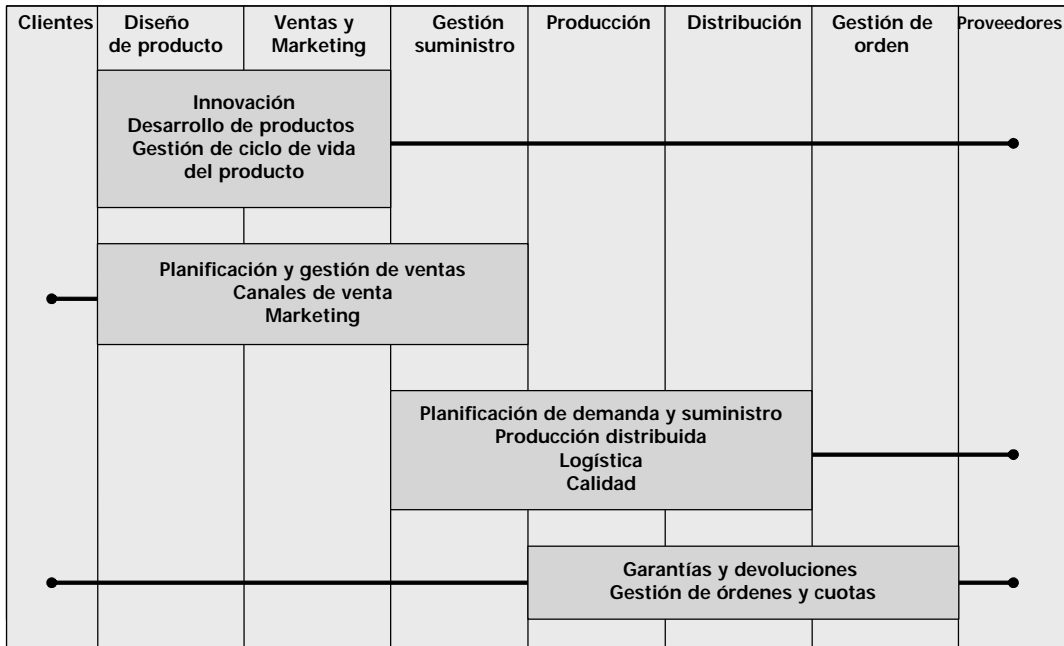 Clientes
Diseño
de producto
Ventas y
Marketing
Gestión
suministro
Producción
Distribución
Gestión de
orden
Proveedores
Innovación
Desarrollo de productos
Gestión de ciclo de vida
del producto
Planificación y gestión de ventas
Canales de venta
Marketing
Planificación de demanda y suministro
Producción distribuida
Logística
Calidad
Garantías y devoluciones
Gestión de órdenes y cuotas